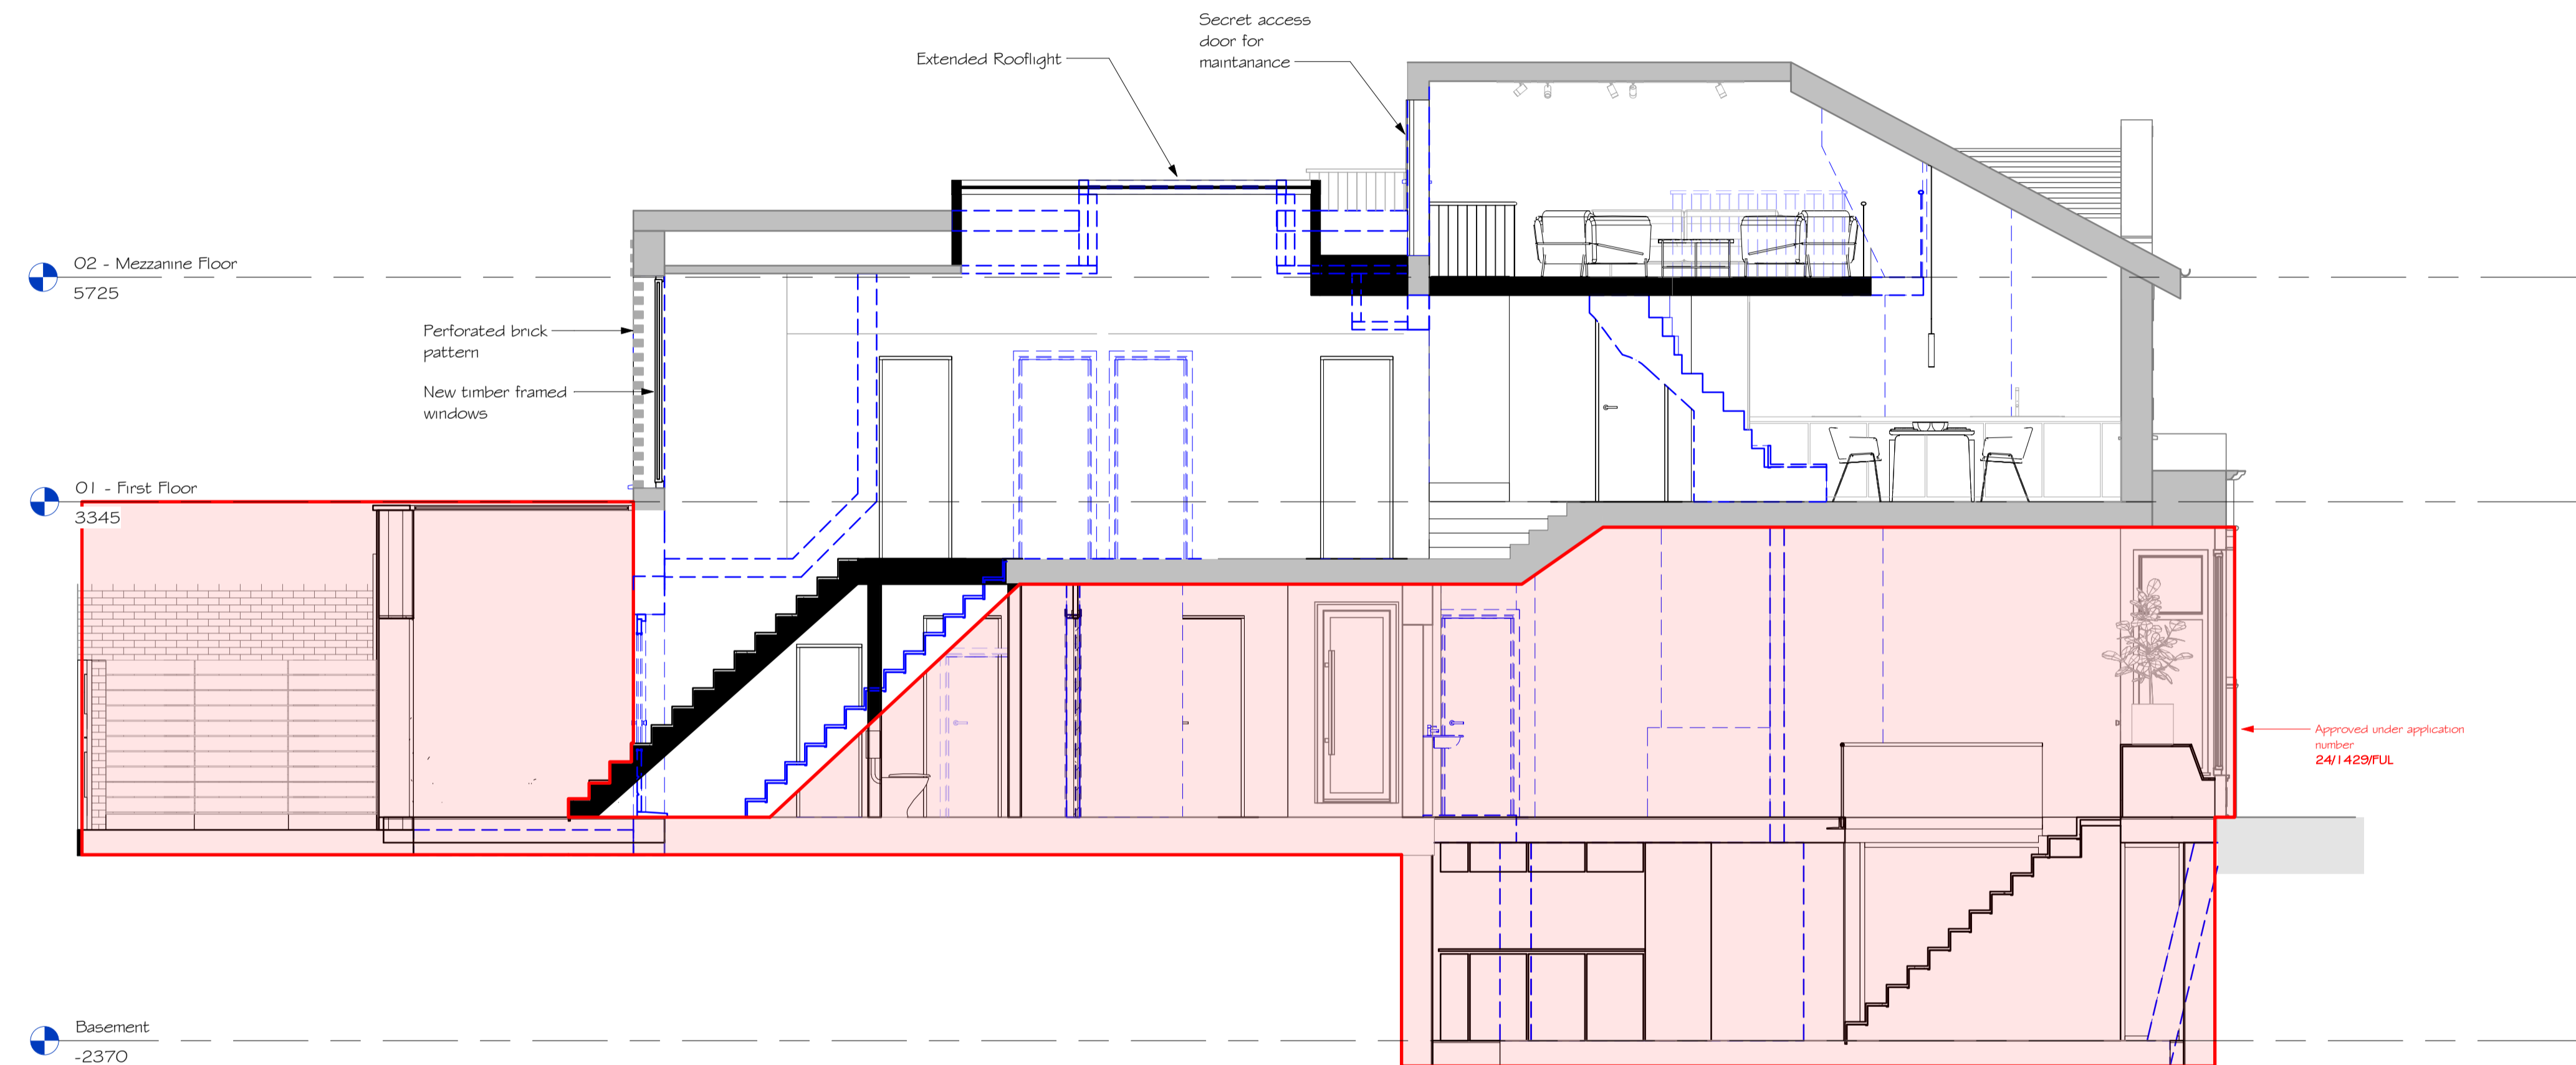 Secret access
door for
maintanance
Extended Rooflight
02 - Mezzanine Floor
5725
Perforated brick
pattern
New timber framed
windows
01 - First Floor
3345
Approved under application
number
24/1429/FUL
Basement
-2370